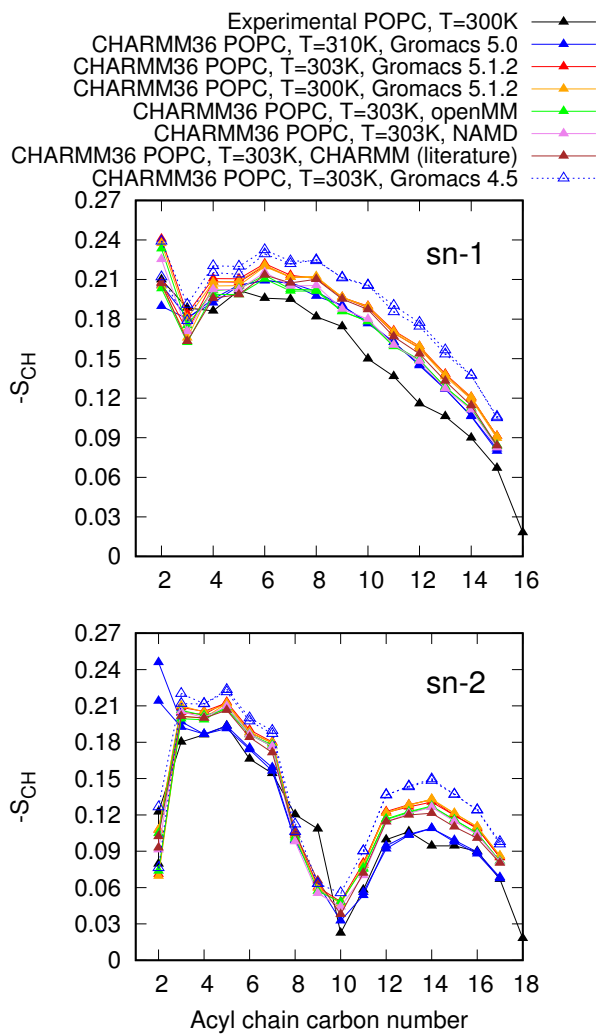 Experimental POPC, T=300K
CHARMM36 POPC, T=310K, Gromacs 5.0
CHARMM36 POPC, T=303K, Gromacs 5.1.2
CHARMM36 POPC, T=300K, Gromacs 5.1.2
CHARMM36 POPC, T=303K, openMM
CHARMM36 POPC, T=303K, NAMD
CHARMM36 POPC, T=303K, CHARMM (literature)
CHARMM36 POPC, T=303K, Gromacs 4.5
0.27
0.24
0.21
0.18
0.15
0.12
0.09
0.06
0.03
0
-SCH
sn-1
2 4 6 8 10 12 14 16
0.27
0.24
0.21
0.18
0.15
0.12
0.09
0.06
0.03
0
-SCH
sn-2
2 4 6 8 10 12 14 16 18
Acyl chain carbon number